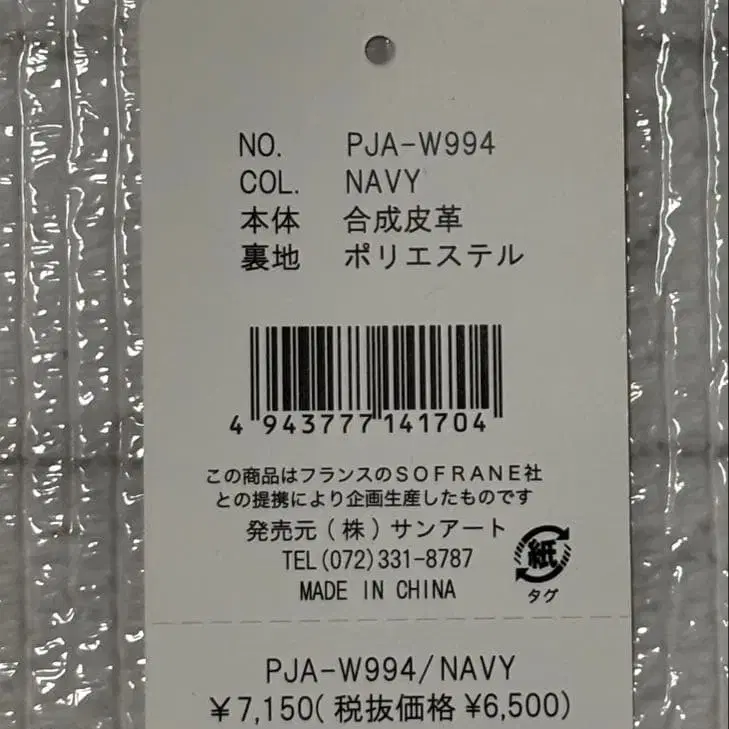 NO. PJA-W994
COL. NAVY
本体 合成皮革
裏地 ポリエステル
4 943777 141704
この商品はフランスのSOFRANE社
との提携により企画生産したものです
発売元(株)サンアート
TEL(072)331-8787
MADE IN CHINA
紙
タグ
PJA-W994/NAVY
¥7,150(税抜価格 ¥6,500)